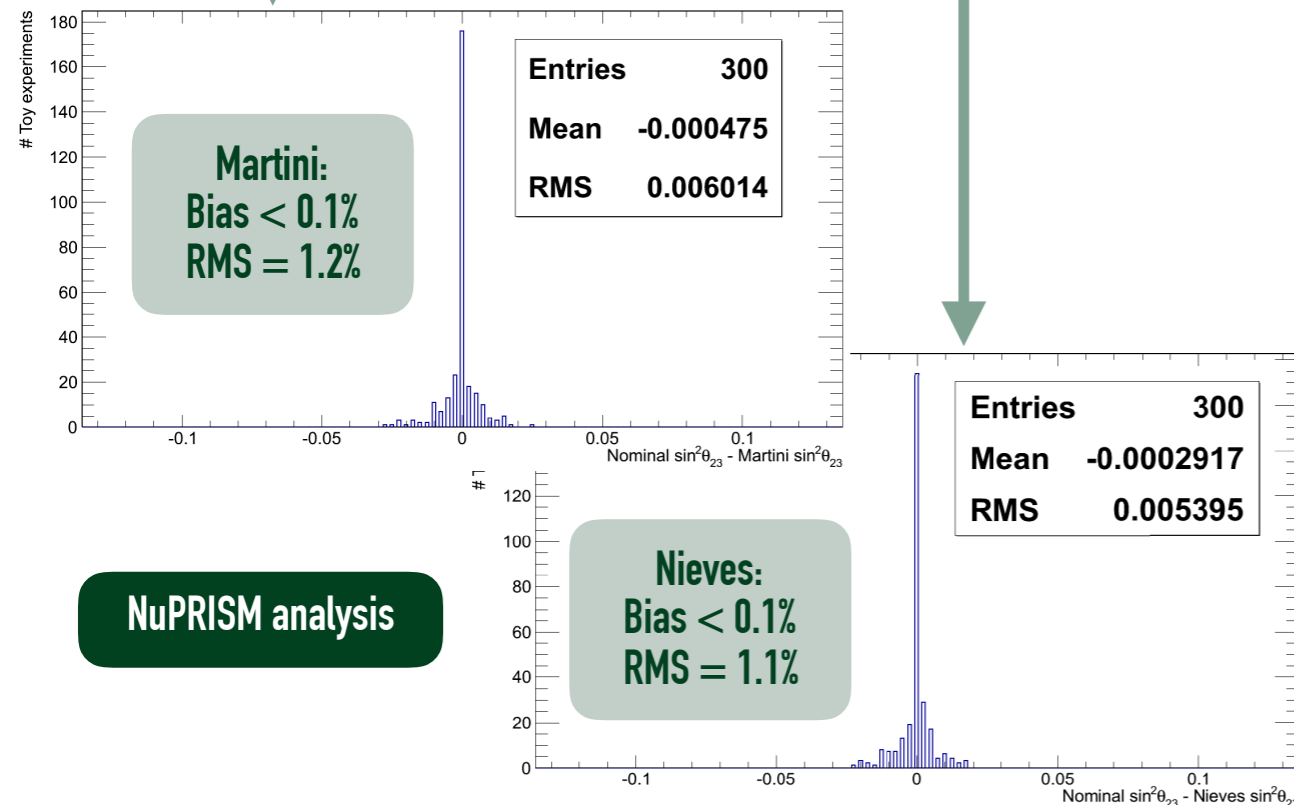 # Toy experiments
180
160
140
120
100
80
60
40
20
0
Entries 300
Mean -0.000475
RMS 0.006014
Martini:
Bias < 0.1%
RMS = 1.2%
-0.1 -0.05 0 0.05 0.1
Nominal sin²θ₂₃ - Martini sin²θ₂₃
NuPRISM analysis
#
120
100
80
60
40
20
0
Entries 300
Mean -0.0002917
RMS 0.005395
Nieves:
Bias < 0.1%
RMS = 1.1%
-0.1 -0.05 0 0.05 0.1
Nominal sin²θ₂₃ - Nieves sin²θ₂